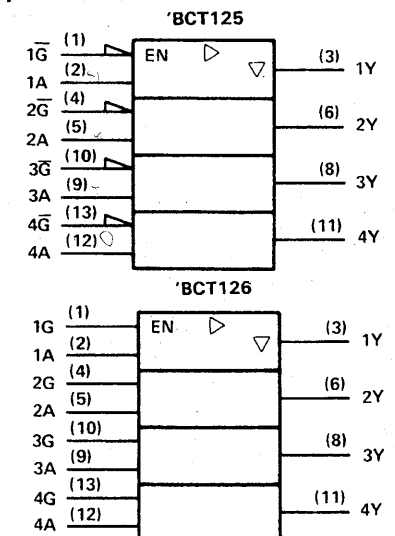 'BCT125
1G̅ (1) EN ▷ ▽ (3) 1Y
1A (2)
2G̅ (4) (6) 2Y
2A (5)
3G̅ (10) (8) 3Y
3A (9)
4G̅ (13) (11) 4Y
4A (12)
'BCT126
1G (1) EN ▷ ▽ (3) 1Y
1A (2)
2G (4) (6) 2Y
2A (5)
3G (10) (8) 3Y
3A (9)
4G (13) (11) 4Y
4A (12)